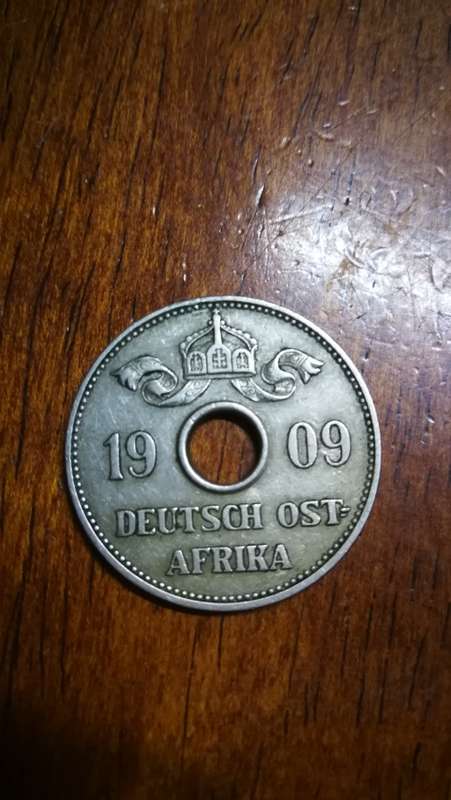 19 09
DEUTSCH OST-
AFRIKA